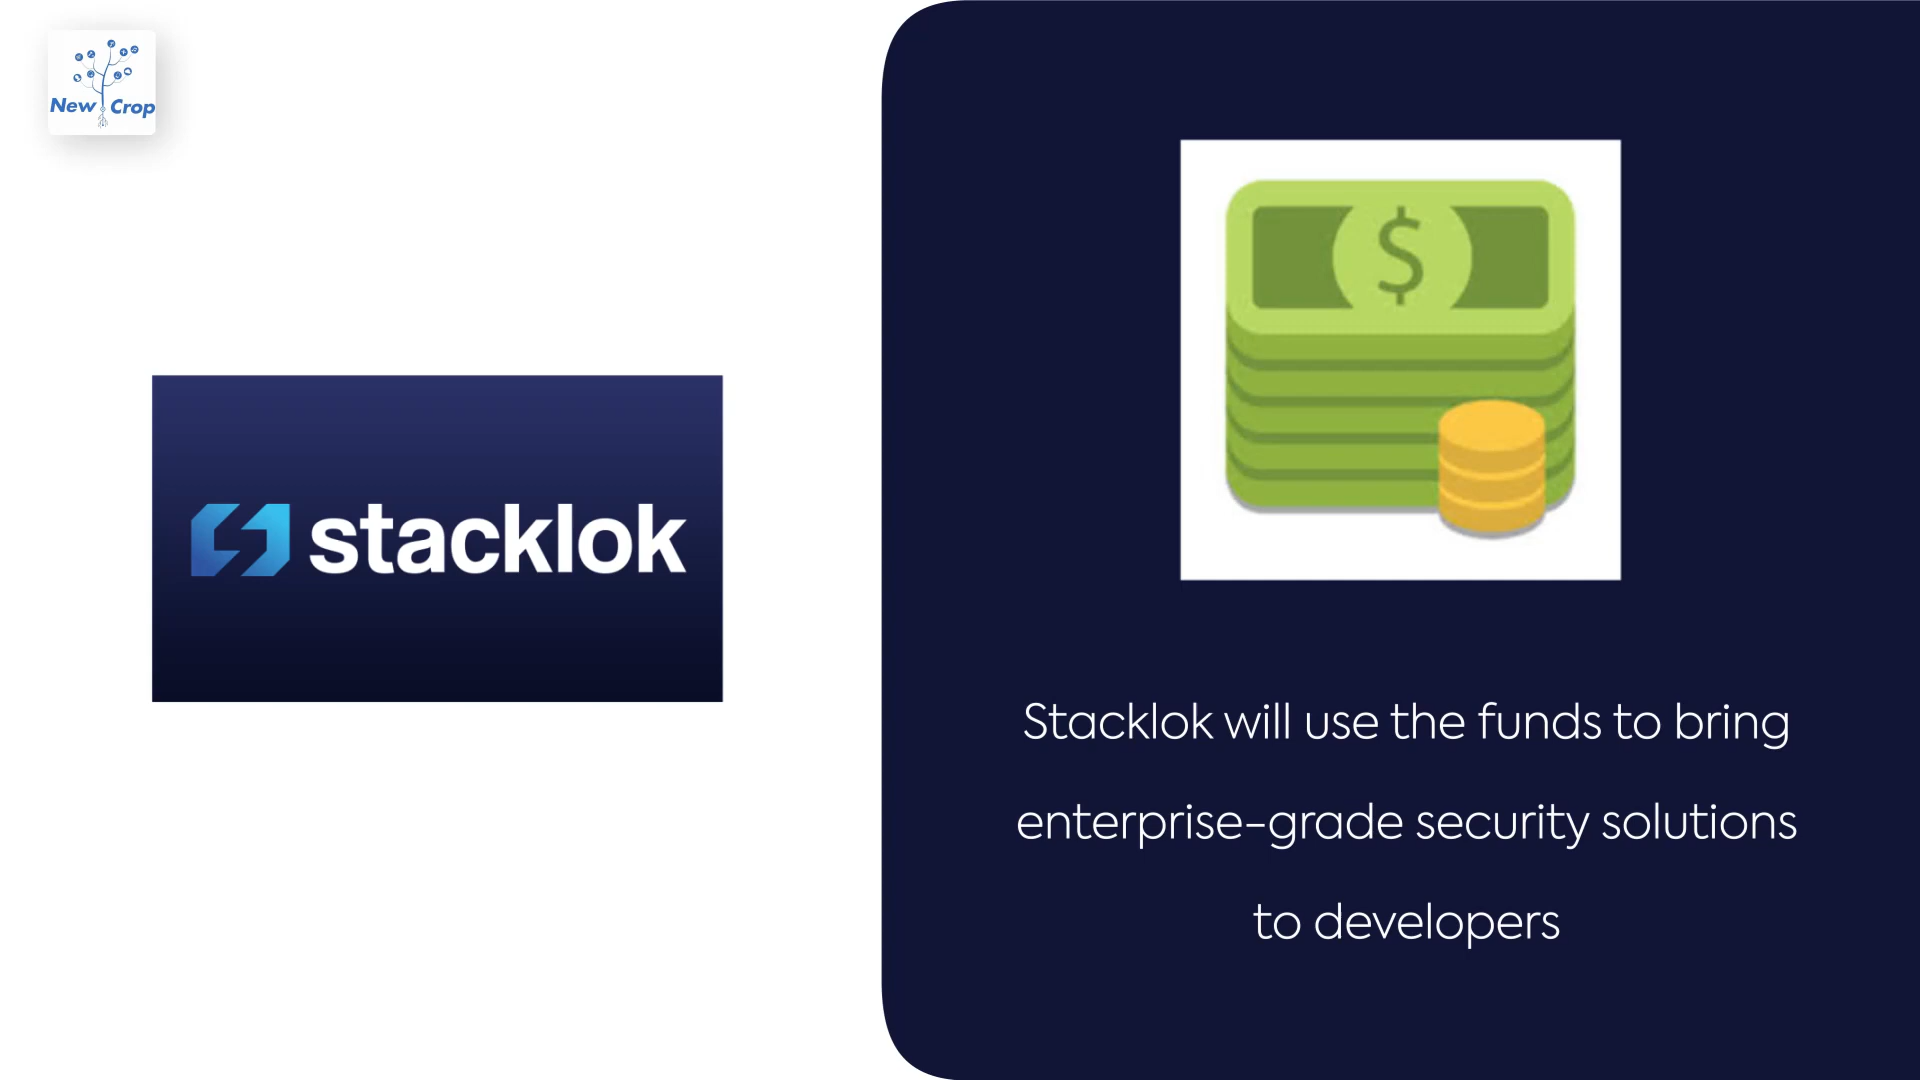 New Crop
stacklok
$
Stacklok will use the funds to bring
enterprise-grade security solutions
to developers